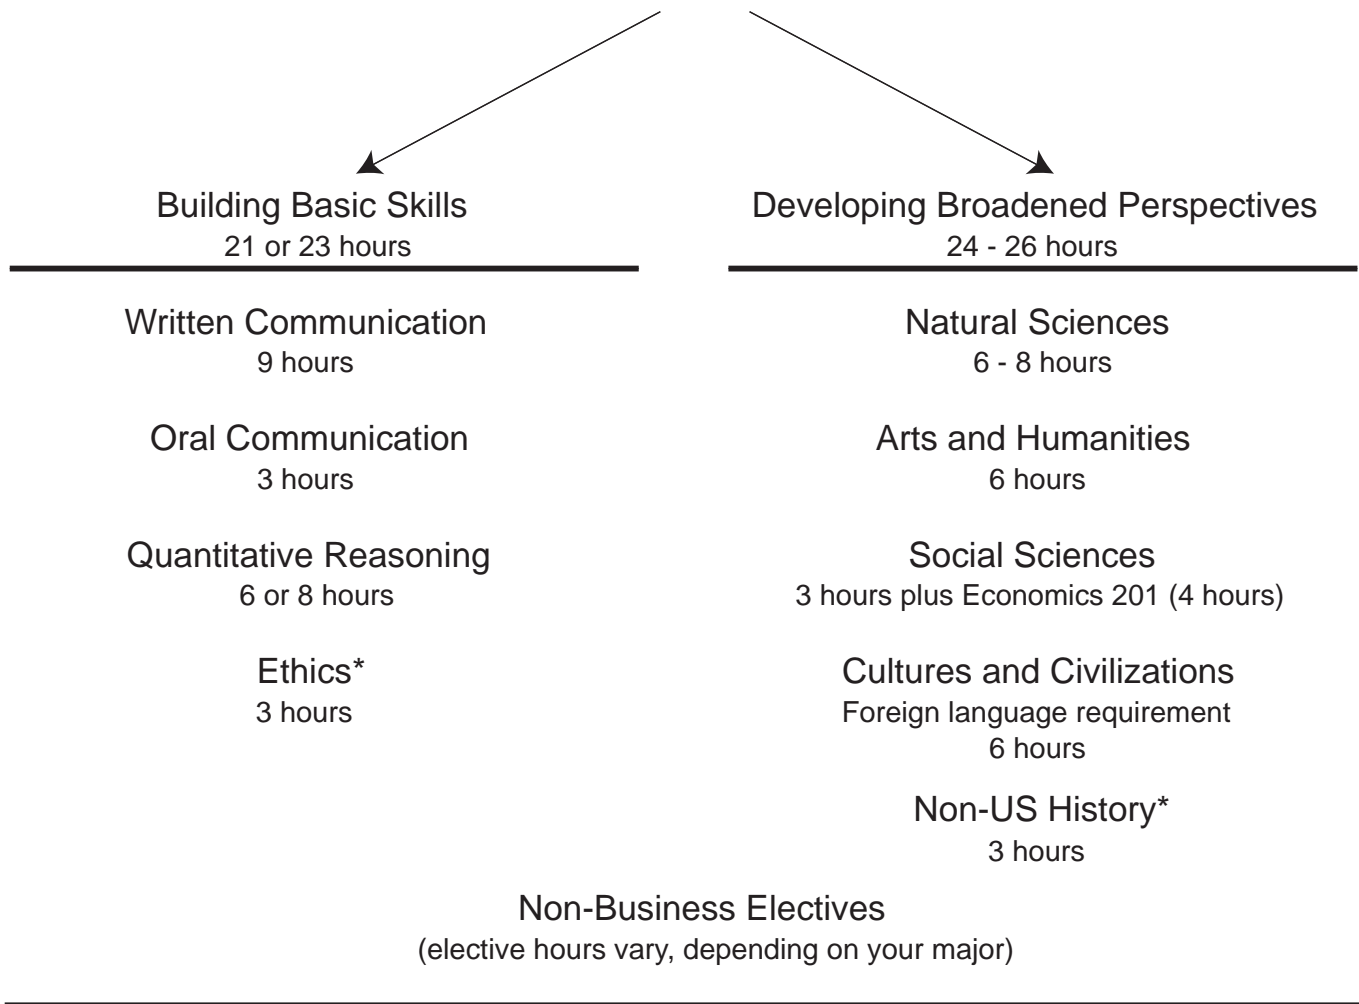 Building Basic Skills
21 or 23 hours
Written Communication
9 hours
Oral Communication
3 hours
Quantitative Reasoning
6 or 8 hours
Ethics*
3 hours
Developing Broadened Perspectives
24 - 26 hours
Natural Sciences
6 - 8 hours
Arts and Humanities
6 hours
Social Sciences
3 hours plus Economics 201 (4 hours)
Cultures and Civilizations
Foreign language requirement
6 hours
Non-US History*
3 hours
Non-Business Electives
(elective hours vary, depending on your major)